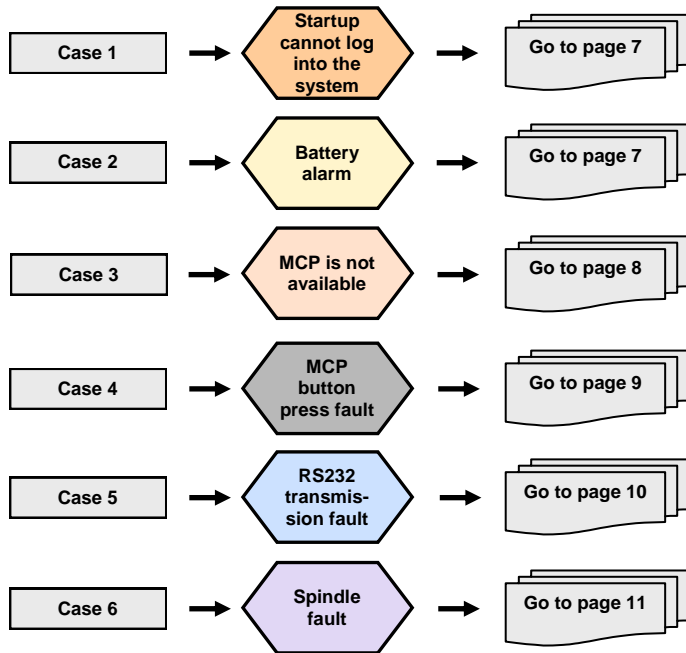 Case 1
Startup
cannot log
into the
system
Go to page 7
Case 2
Battery
alarm
Go to page 7
Case 3
MCP is not
available
Go to page 8
Case 4
MCP
button
press fault
Go to page 9
Case 5
RS232
transmis-
sion fault
Go to page 10
Case 6
Spindle
fault
Go to page 11